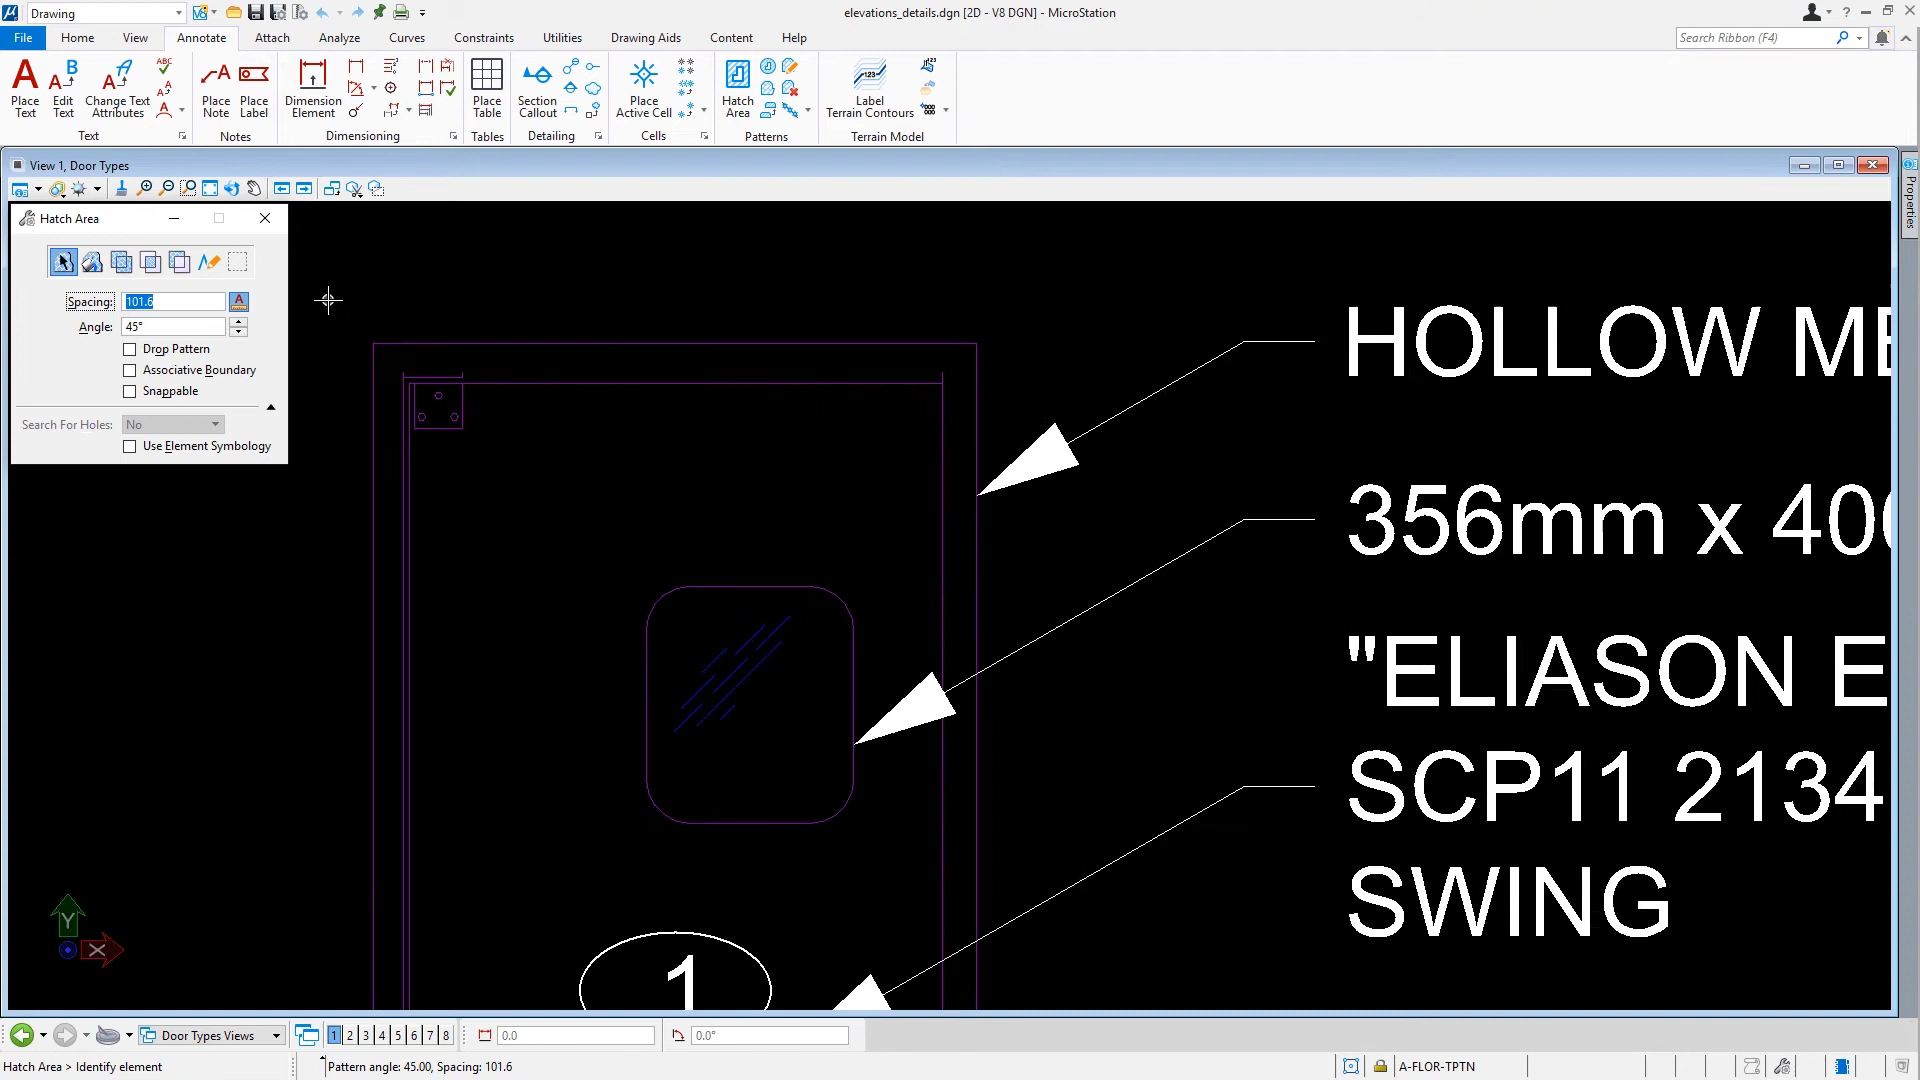 Drawing
elevations_details.dgn [2D - V8 DGN] - MicroStation
File Home View Annotate Attach Analyze Curves Constraints Utilities Drawing Aids Content Help
Search Ribbon (F4)
Place Text
Edit Text
Change Text Attributes
Place Note
Place Label
Dimension Element
Place Table
Section Callout
Place Active Cell
Hatch Area
Label Terrain Contours
Text Notes Dimensioning Tables Detailing Cells Patterns Terrain Model
View 1, Door Types
Properties
Hatch Area
Spacing: 101.6
Angle: 45°
Drop Pattern
Associative Boundary
Snappable
Search For Holes: No
Use Element Symbology
HOLLOW ME
356mm x 400
"ELIASON E
SCP11 2134
SWING
1
Y
X
Door Types Views
1 2 3 4 5 6 7 8
0.0
0.0°
Hatch Area > Identify element
Pattern angle: 45.00, Spacing: 101.6
A-FLOR-TPTN